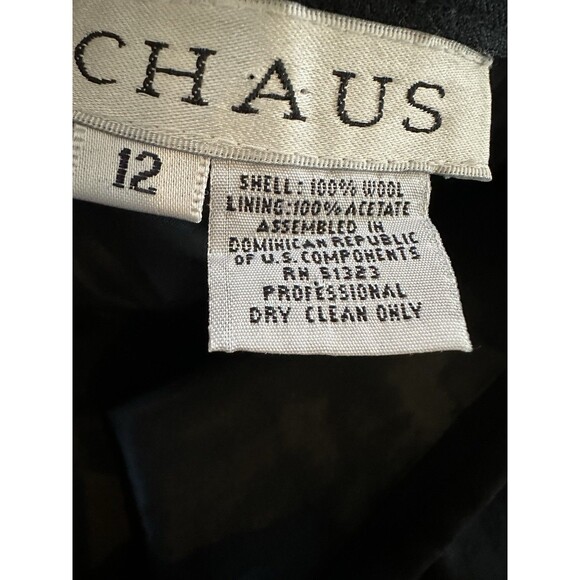 CHAUS
12
SHELL: 100% WOOL
LINING:100% ACETATE
ASSEMBLED IN
DOMINICAN REPUBLIC
OF U.S. COMPONENTS
RN 51323
PROFESSIONAL
DRY CLEAN ONLY